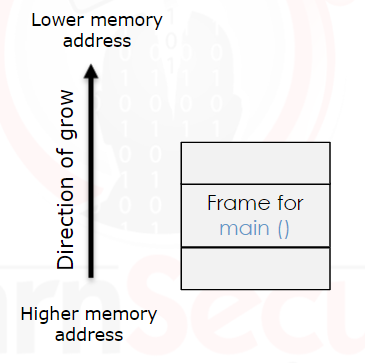 Lower memory
address
Direction of grow
Frame for
main ()
Higher memory
address